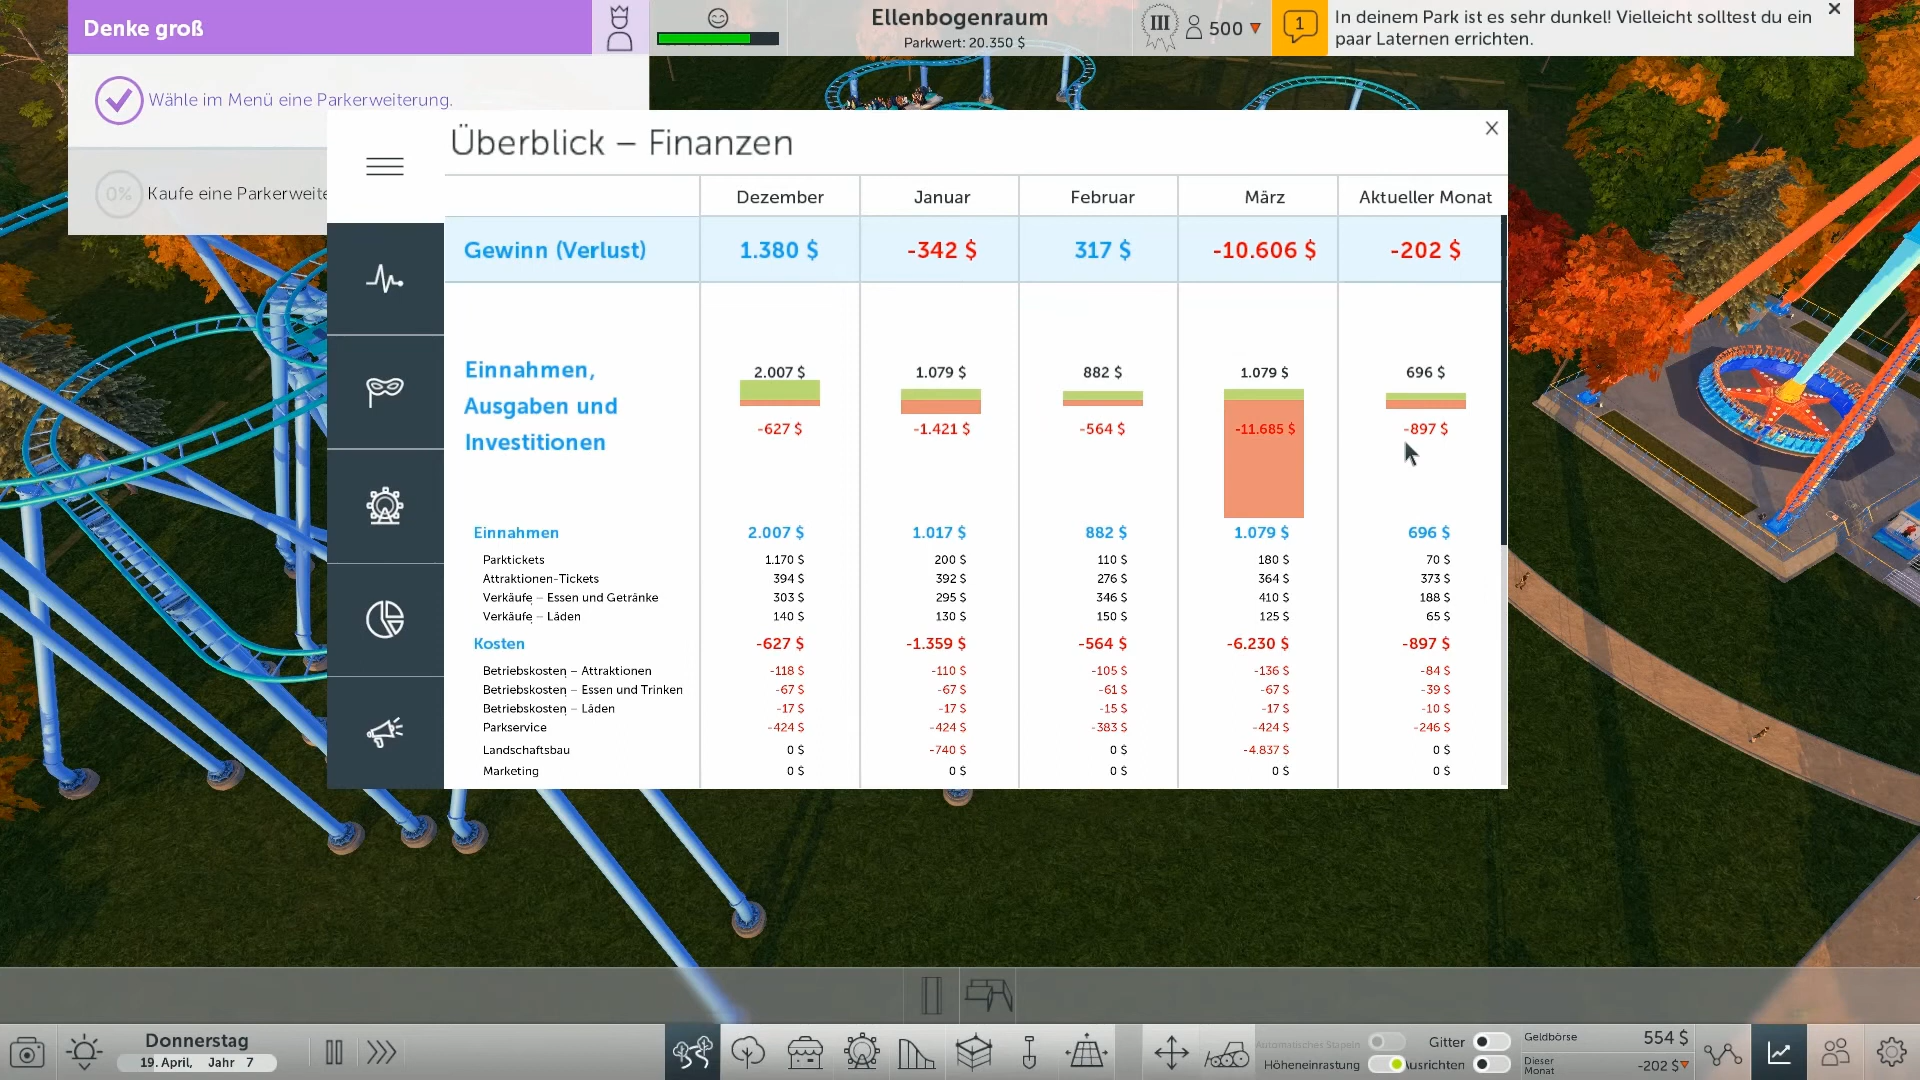 Denke groß
Ellenbogenraum
Parkwert: 20.350 $
III
500
1
In deinem Park ist es sehr dunkel! Vielleicht solltest du ein
paar Laternen errichten.
Wähle im Menü eine Parkerweiterung.
0%
Kaufe eine Parkerweite
Überblick – Finanzen
X
Dezember Januar Februar März Aktueller Monat
Gewinn (Verlust) 1.380 $ -342 $ 317 $ -10.606 $ -202 $
Einnahmen,
Ausgaben und
Investitionen
2.007 $ 1.079 $ 882 $ 1.079 $ 696 $
-627 $ -1.421 $ -564 $ -11.685 $ -897 $
Einnahmen 2.007 $ 1.017 $ 882 $ 1.079 $ 696 $
Parktickets 1.170 $ 200 $ 110 $ 180 $ 70 $
Attraktionen-Tickets 394 $ 392 $ 276 $ 364 $ 373 $
Verkäufe – Essen und Getränke 303 $ 295 $ 346 $ 410 $ 188 $
Verkäufe – Läden 140 $ 130 $ 150 $ 125 $ 65 $
Kosten -627 $ -1.359 $ -564 $ -6.230 $ -897 $
Betriebskosten – Attraktionen -118 $ -110 $ -105 $ -136 $ -84 $
Betriebskosten – Essen und Trinken -67 $ -67 $ -61 $ -67 $ -39 $
Betriebskosten – Läden -17 $ -17 $ -15 $ -17 $ -10 $
Parkservice -424 $ -424 $ -383 $ -424 $ -246 $
Landschaftsbau 0 $ -740 $ 0 $ -4.837 $ 0 $
Marketing 0 $ 0 $ 0 $ 0 $ 0 $
Donnerstag
19. April, Jahr 7
Automatisches Stapeln
Gitter
Höheneinrastung
Ausrichten
Geldbörse 554 $
Dieser
Monat
-202 $